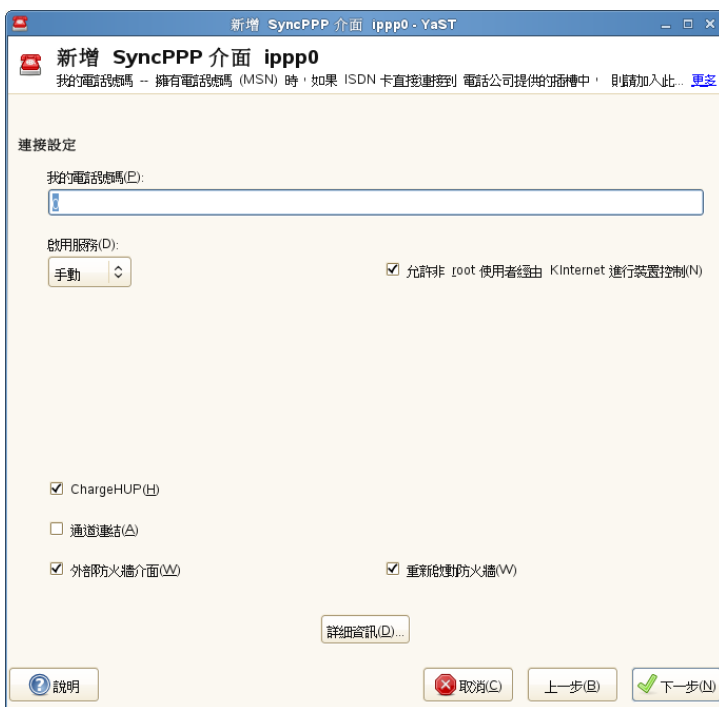 新增 SyncPPP 介面 ippp0 - YaST
新增 SyncPPP 介面 ippp0
我的電話號碼 -- 擁有電話號碼 (MSN) 時，如果 ISDN 卡直接連接到 電話公司提供的插槽中， 則請加入此... 更多
連接設定
我的電話號碼(P):
0
啟用服務(D):
手動
允許非 root 使用者經由 KInternet 進行裝置控制(N)
ChargeHUP(H)
通道連結(A)
外部防火牆介面(W)
重新啟動防火牆(W)
詳細資訊(D)...
說明
取消(C)
上一步(B)
下一步(N)